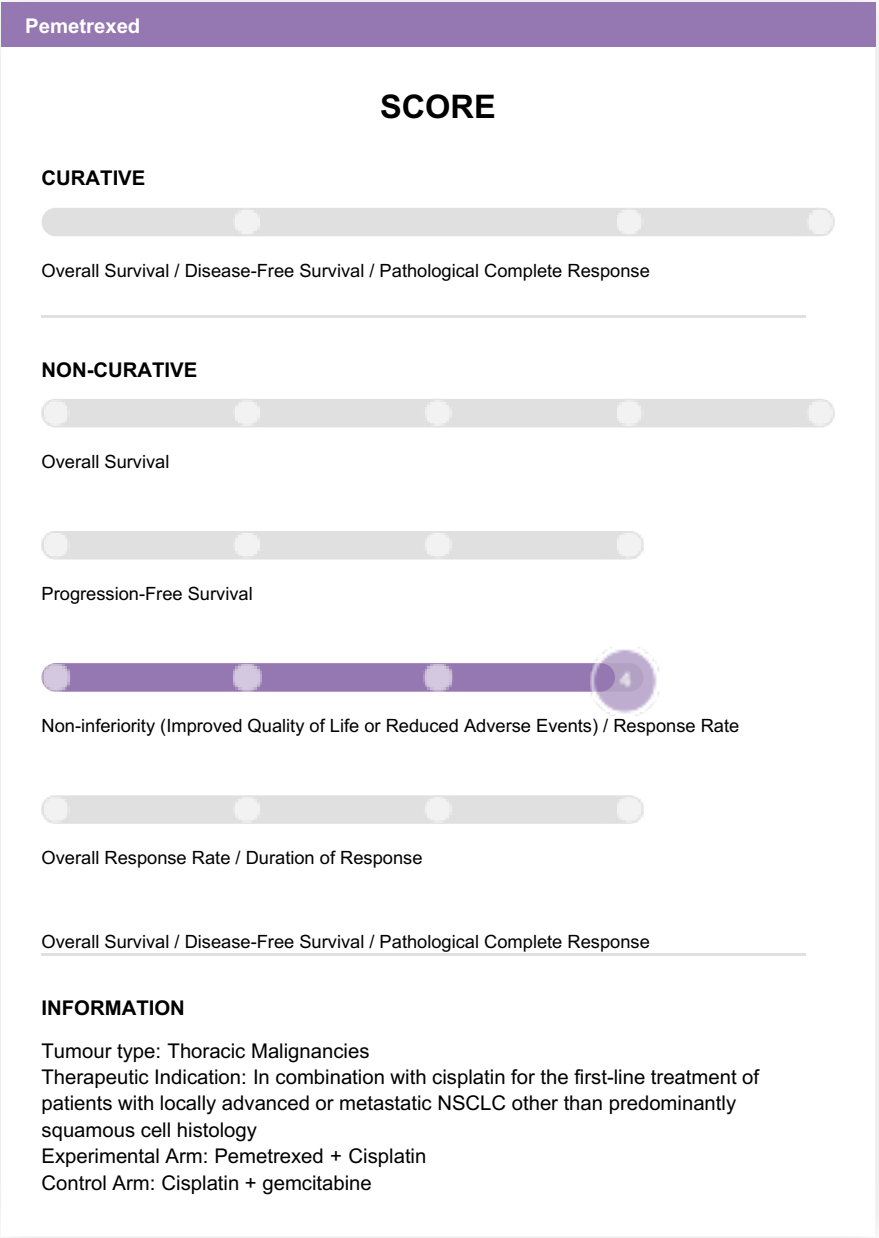 Pemetrexed
SCORE
CURATIVE
Overall Survival / Disease-Free Survival / Pathological Complete Response
NON-CURATIVE
Overall Survival
Progression-Free Survival
4
Non-inferiority (Improved Quality of Life or Reduced Adverse Events) / Response Rate
Overall Response Rate / Duration of Response
Overall Survival / Disease-Free Survival / Pathological Complete Response
INFORMATION
Tumour type: Thoracic Malignancies
Therapeutic Indication: In combination with cisplatin for the first-line treatment of
patients with locally advanced or metastatic NSCLC other than predominantly
squamous cell histology
Experimental Arm: Pemetrexed + Cisplatin
Control Arm: Cisplatin + gemcitabine